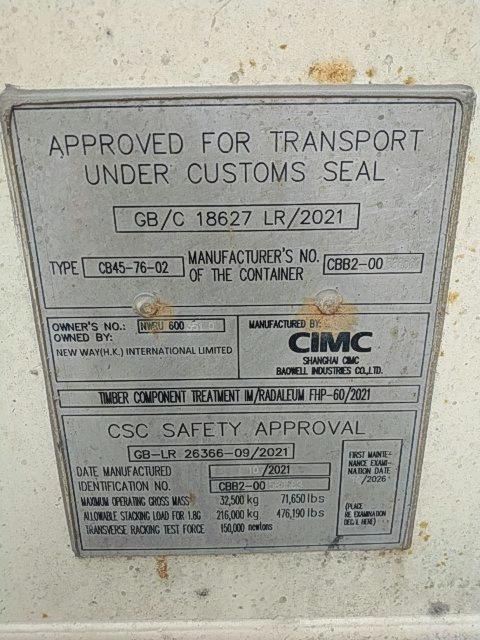 APPROVED FOR TRANSPORT
UNDER CUSTOMS SEAL
GB/C 18627 LR/2021
TYPE CB45-76-02
MANUFACTURER'S NO.
OF THE CONTAINER
CBB2-00
OWNER'S NO.: NWSU 600
OWNED BY:
NEW WAY(H.K.) INTERNATIONAL LIMITED
MANUFACTURED BY:
CIMC
SHANGHAI CIMC
BAOWELL INDUSTRIES CO.,LTD.
TIMBER COMPONENT TREATMENT IM/RADALEUM FHP-60/2021
CSC SAFETY APPROVAL
GB-LR 26366-09/2021
DATE MANUFACTURED 10/2021
IDENTIFICATION NO. CBB2-00
MAXIMUM OPERATING GROSS MASS 32,500 kg 71,650 lbs
ALLOWABLE STACKING LOAD FOR 1.8G 216,000 kg 476,190 lbs
TRANSVERSE RACKING TEST FORCE 150,000 newtons
FIRST MAINTE-
NANCE EXAMI-
NATION DATE
/2026
(PLACE
RE EXAMINATION
DECAL HERE)